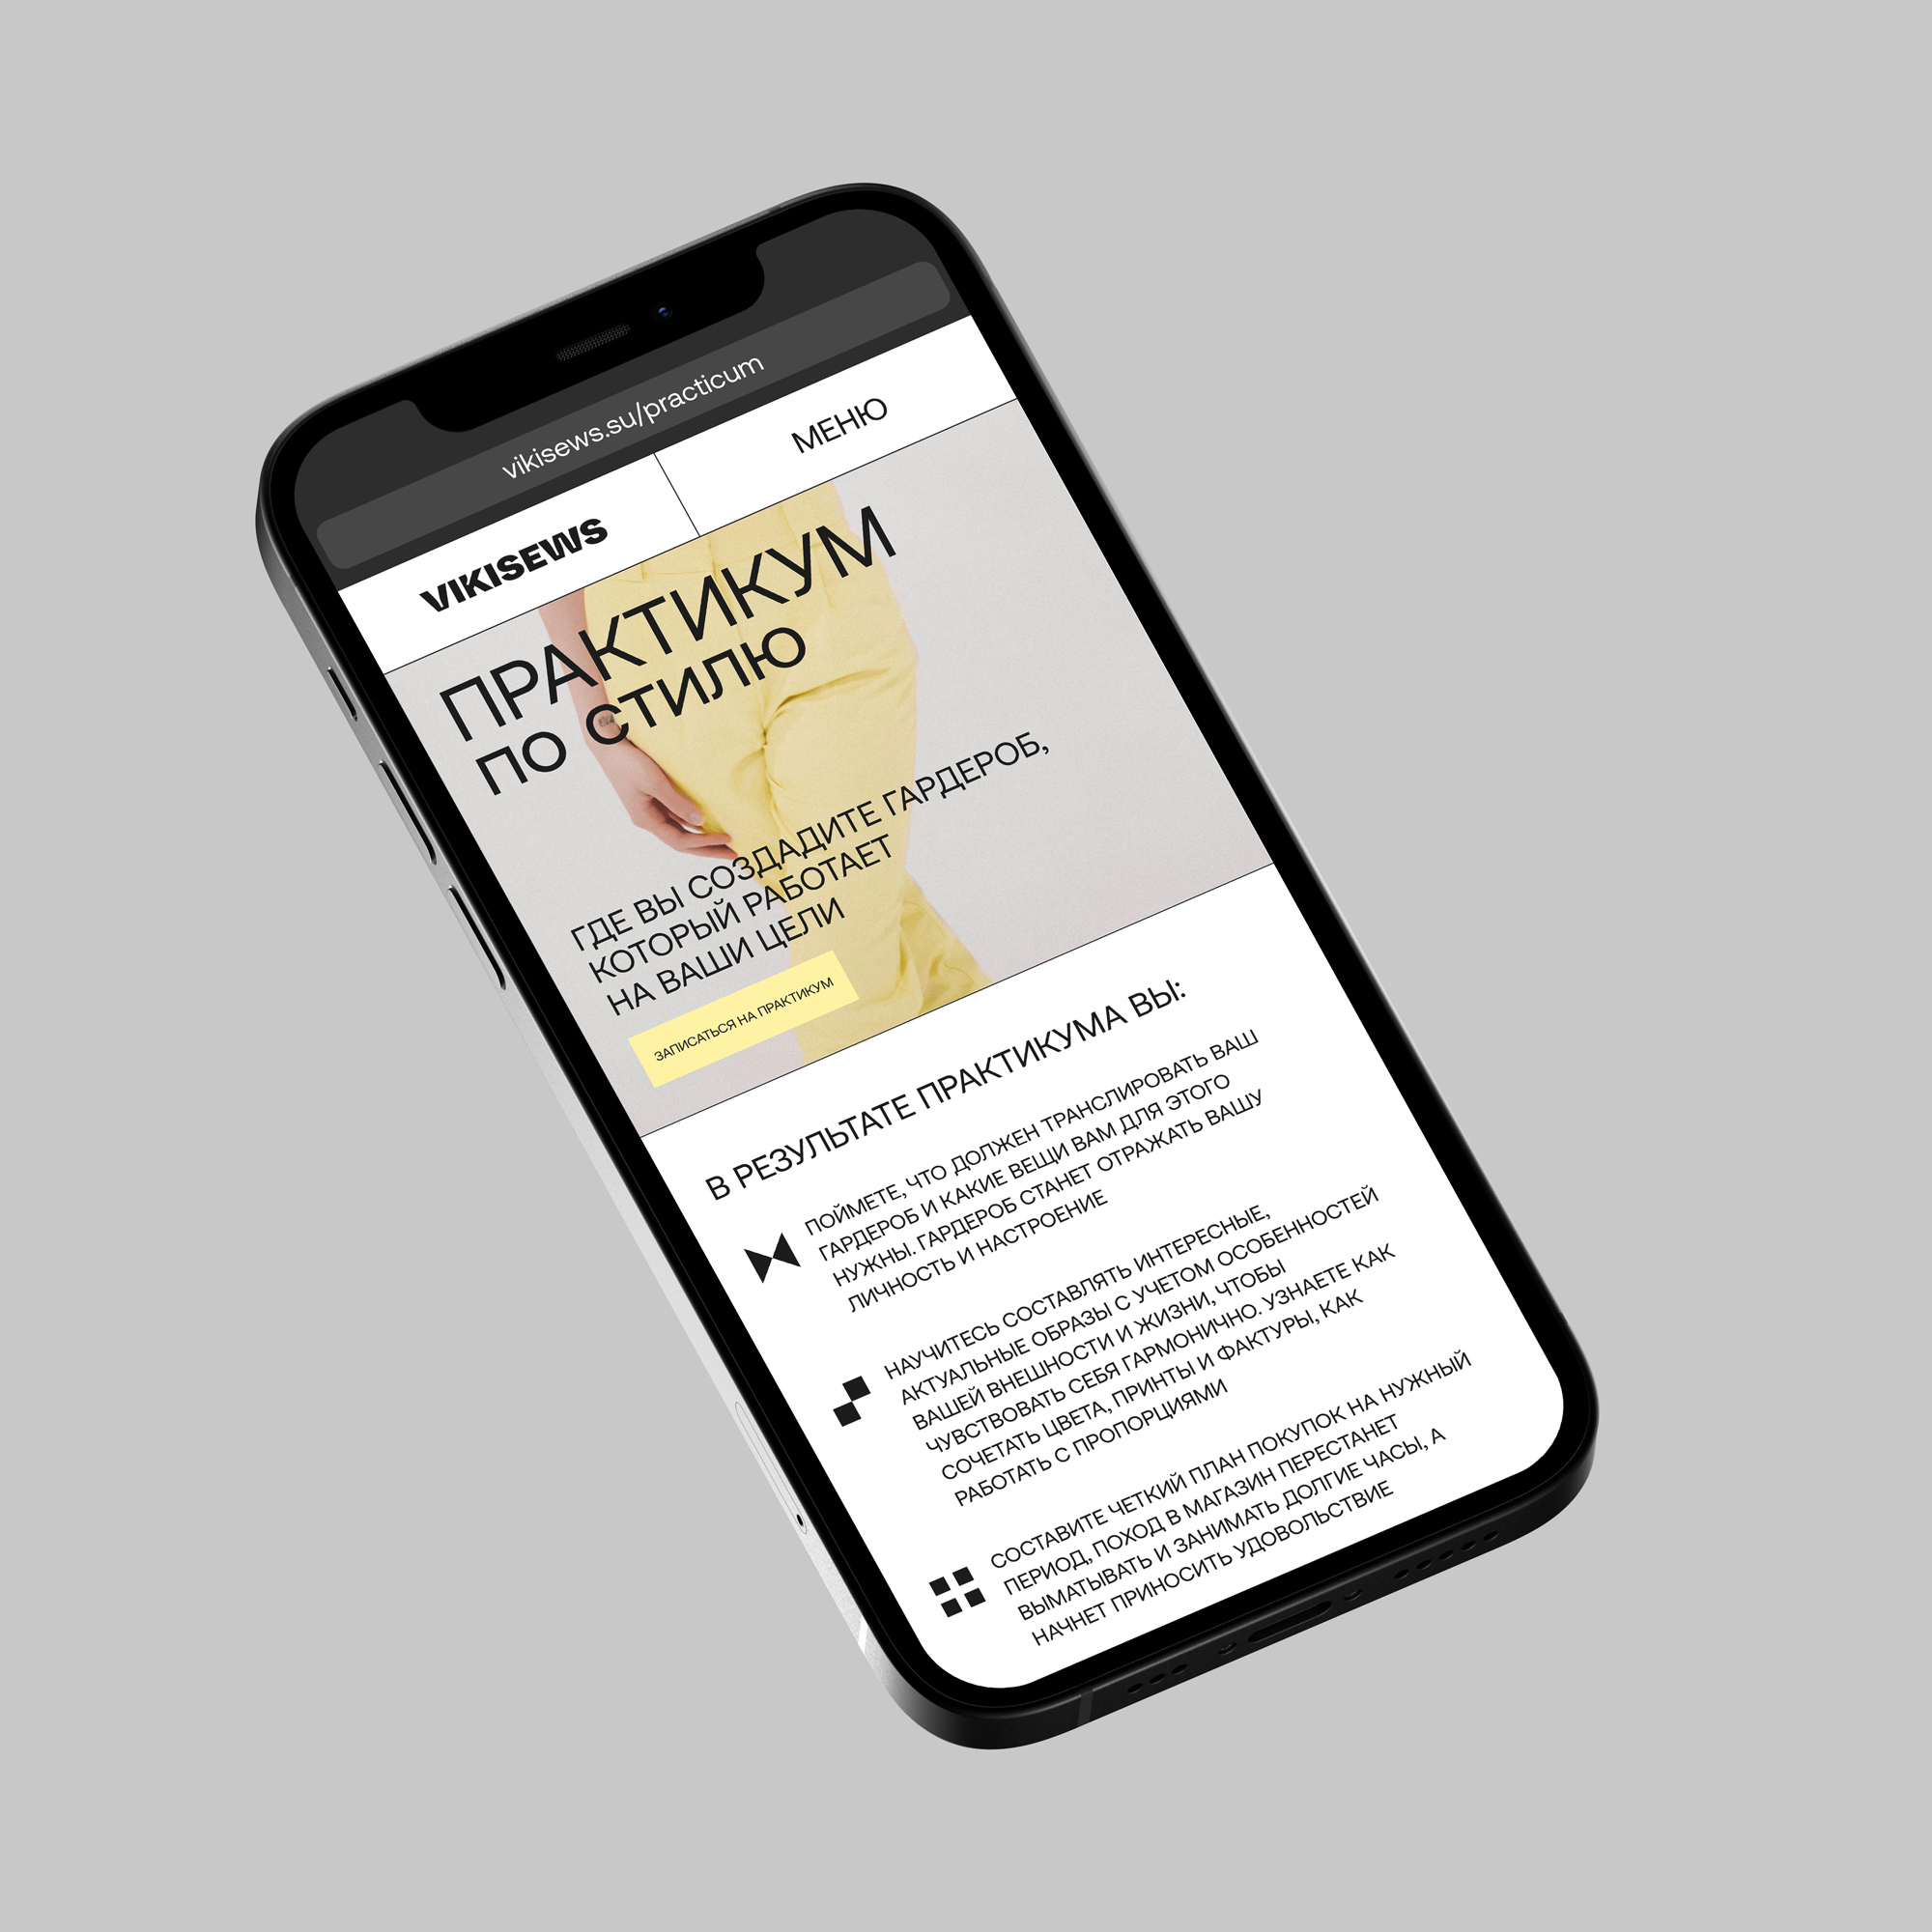 vikisews.su/practicum
VIKISEWS
МЕНЮ
ПРАКТИКУМ
ПО СТИЛЮ
ГДЕ ВЫ СОЗДАДИТЕ ГАРДЕРОБ,
КОТОРЫЙ РАБОТАЕТ
НА ВАШИ ЦЕЛИ
ЗАПИСАТЬСЯ НА ПРАКТИКУМ
В РЕЗУЛЬТАТЕ ПРАКТИКУМА ВЫ:
ПОЙМЕТЕ, ЧТО ДОЛЖЕН ТРАНСЛИРОВАТЬ ВАШ
ГАРДЕРОБ И КАКИЕ ВЕЩИ ВАМ ДЛЯ ЭТОГО
НУЖНЫ. ГАРДЕРОБ СТАНЕТ ОТРАЖАТЬ ВАШУ
ЛИЧНОСТЬ И НАСТРОЕНИЕ
НАУЧИТЕСЬ СОСТАВЛЯТЬ ИНТЕРЕСНЫЕ,
АКТУАЛЬНЫЕ ОБРАЗЫ С УЧЕТОМ ОСОБЕННОСТЕЙ
ВАШЕЙ ВНЕШНОСТИ И ЖИЗНИ, ЧТОБЫ
ЧУВСТВОВАТЬ СЕБЯ ГАРМОНИЧНО. УЗНАЕТЕ КАК
СОЧЕТАТЬ ЦВЕТА, ПРИНТЫ И ФАКТУРЫ, КАК
РАБОТАТЬ С ПРОПОРЦИЯМИ
СОСТАВИТЕ ЧЕТКИЙ ПЛАН ПОКУПОК НА НУЖНЫЙ
ПЕРИОД, ПОХОД В МАГАЗИН ПЕРЕСТАНЕТ
ВЫМАТЫВАТЬ И ЗАНИМАТЬ ДОЛГИЕ ЧАСЫ, А
НАЧНЕТ ПРИНОСИТЬ УДОВОЛЬСТВИЕ